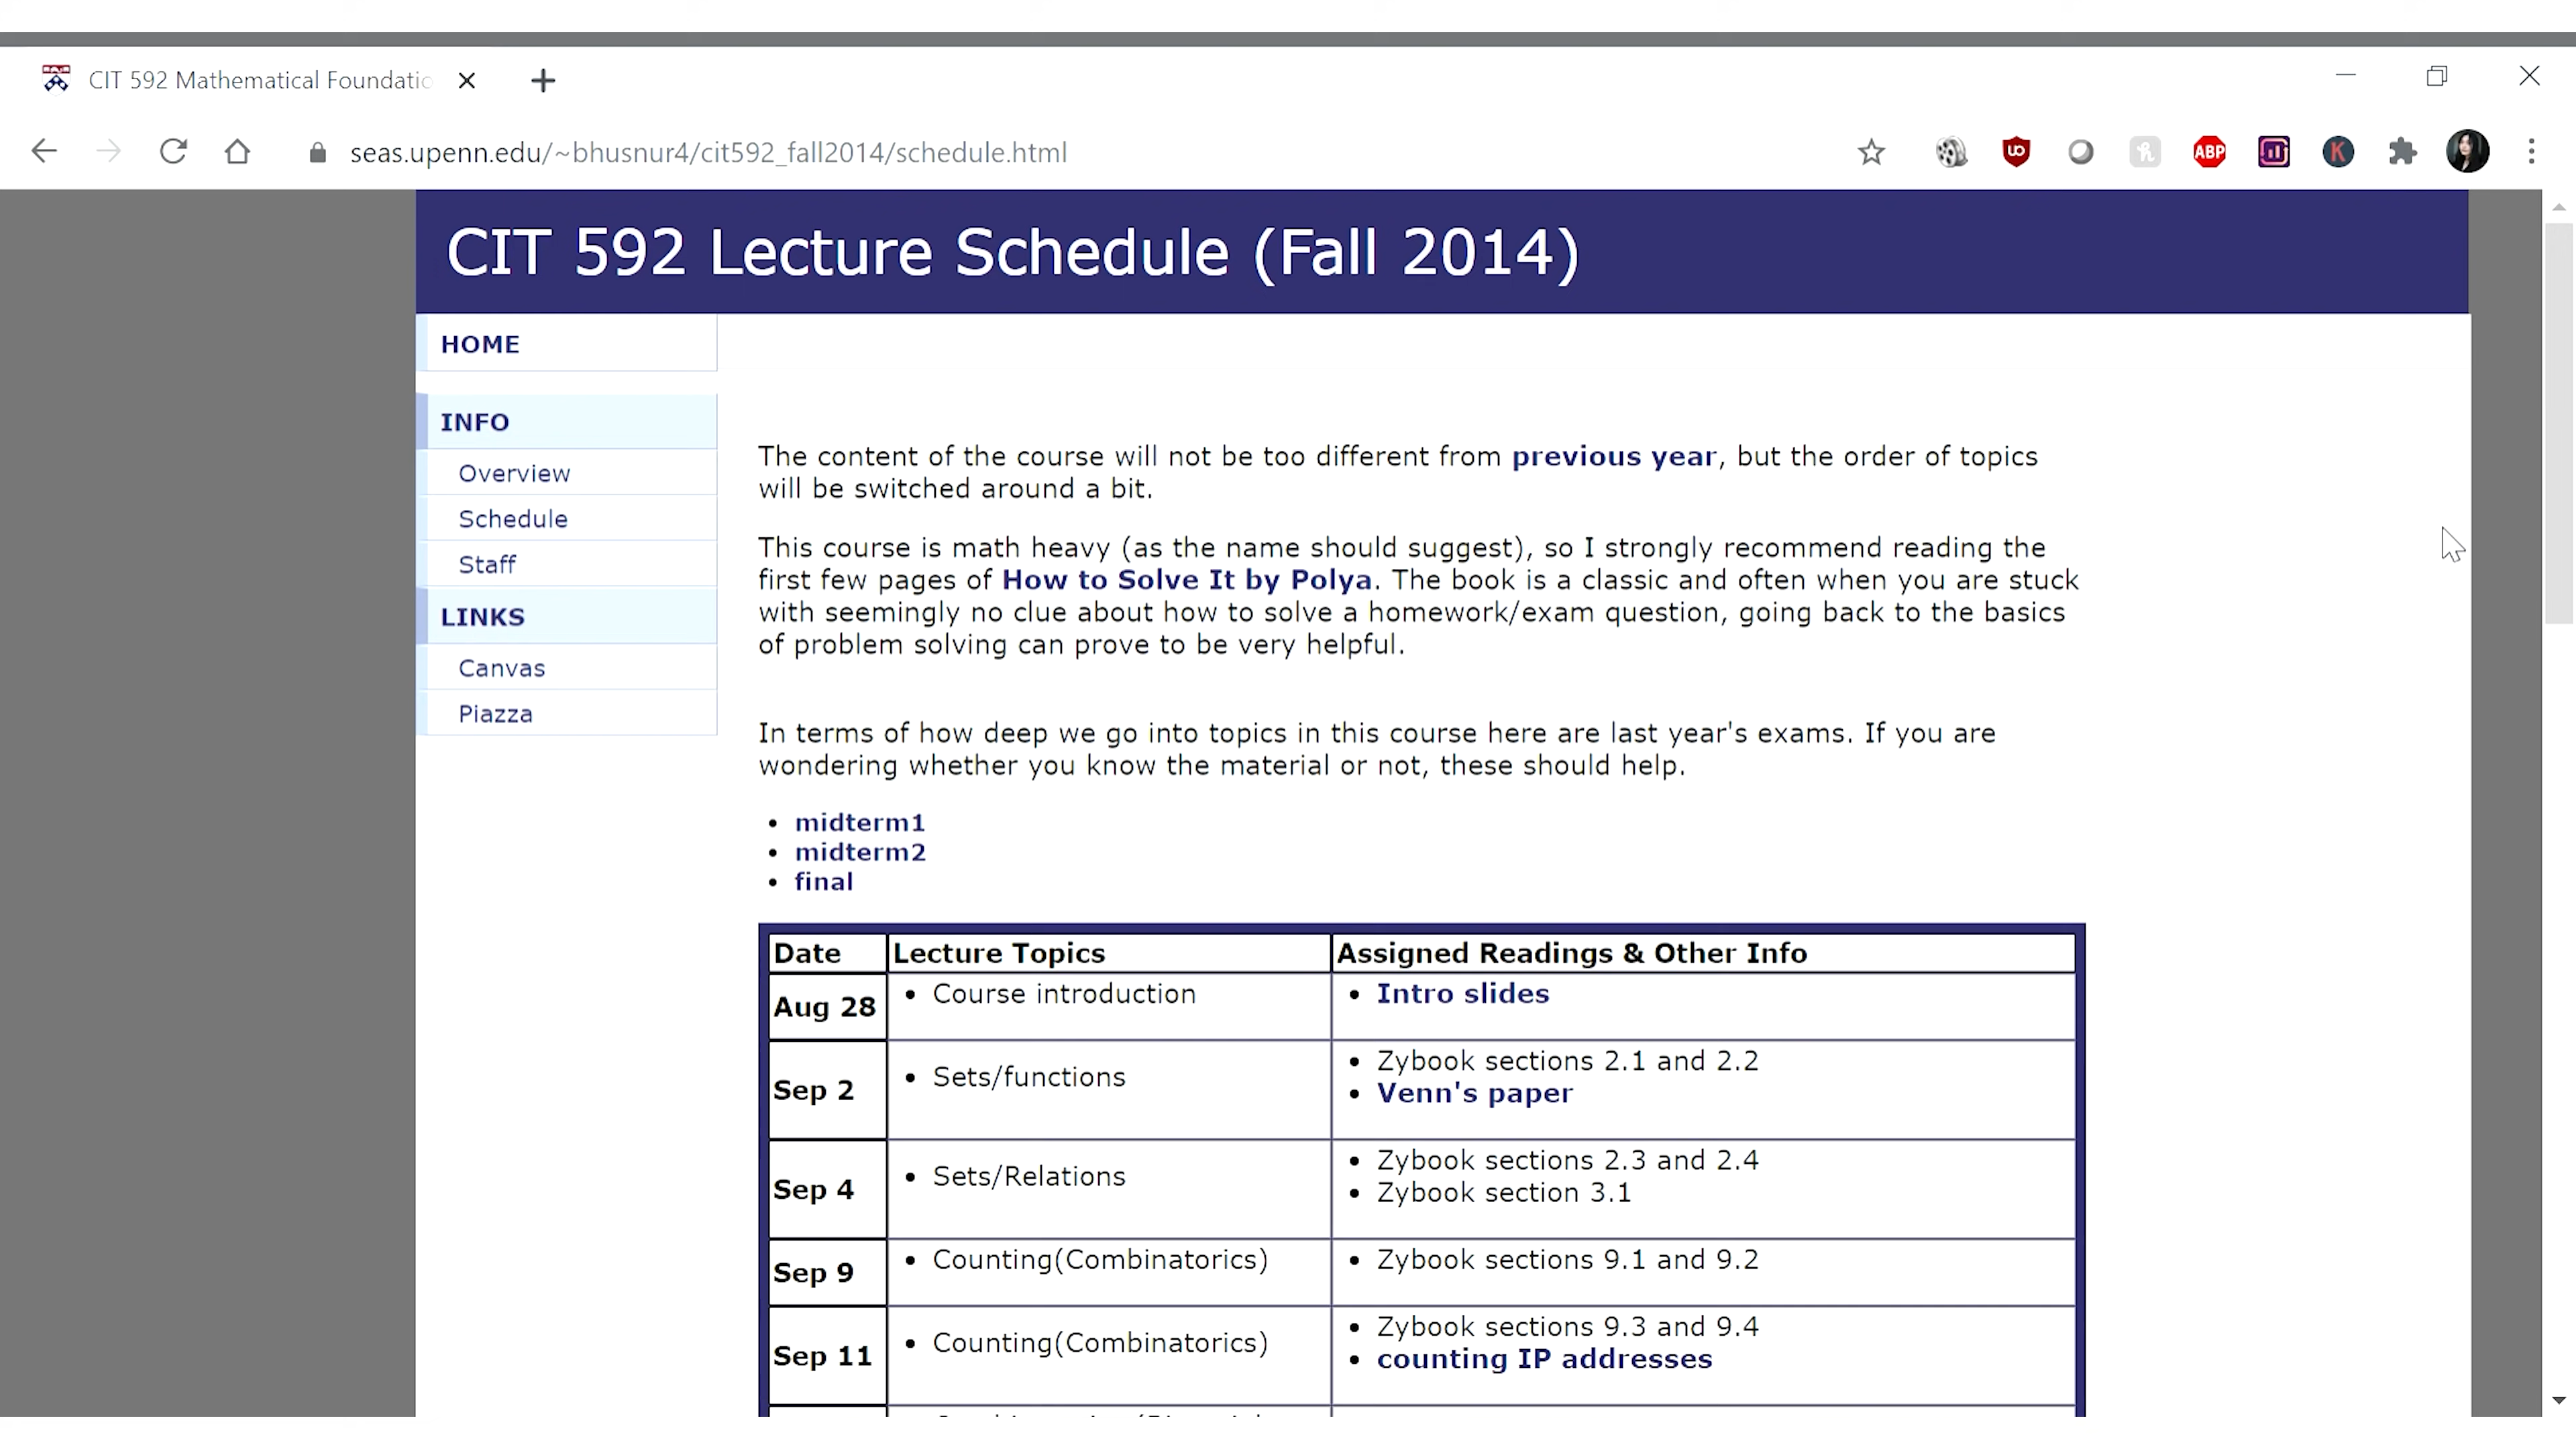 CIT 592 Mathematical Foundatio
seas.upenn.edu/~bhusnur4/cit592_fall2014/schedule.html
UO
ABP
K
CIT 592 Lecture Schedule (Fall 2014)
HOME
INFO
Overview
Schedule
Staff
LINKS
Canvas
Piazza
The content of the course will not be too different from previous year, but the order of topics
will be switched around a bit.
This course is math heavy (as the name should suggest), so I strongly recommend reading the
first few pages of How to Solve It by Polya. The book is a classic and often when you are stuck
with seemingly no clue about how to solve a homework/exam question, going back to the basics
of problem solving can prove to be very helpful.
In terms of how deep we go into topics in this course here are last year's exams. If you are
wondering whether you know the material or not, these should help.
• midterm1
• midterm2
• final
Date Lecture Topics Assigned Readings & Other Info
Aug 28 • Course introduction • Intro slides
Sep 2 • Sets/functions • Zybook sections 2.1 and 2.2
• Venn's paper
Sep 4 • Sets/Relations • Zybook sections 2.3 and 2.4
• Zybook section 3.1
Sep 9 • Counting(Combinatorics) • Zybook sections 9.1 and 9.2
Sep 11 • Counting(Combinatorics) • Zybook sections 9.3 and 9.4
• counting IP addresses